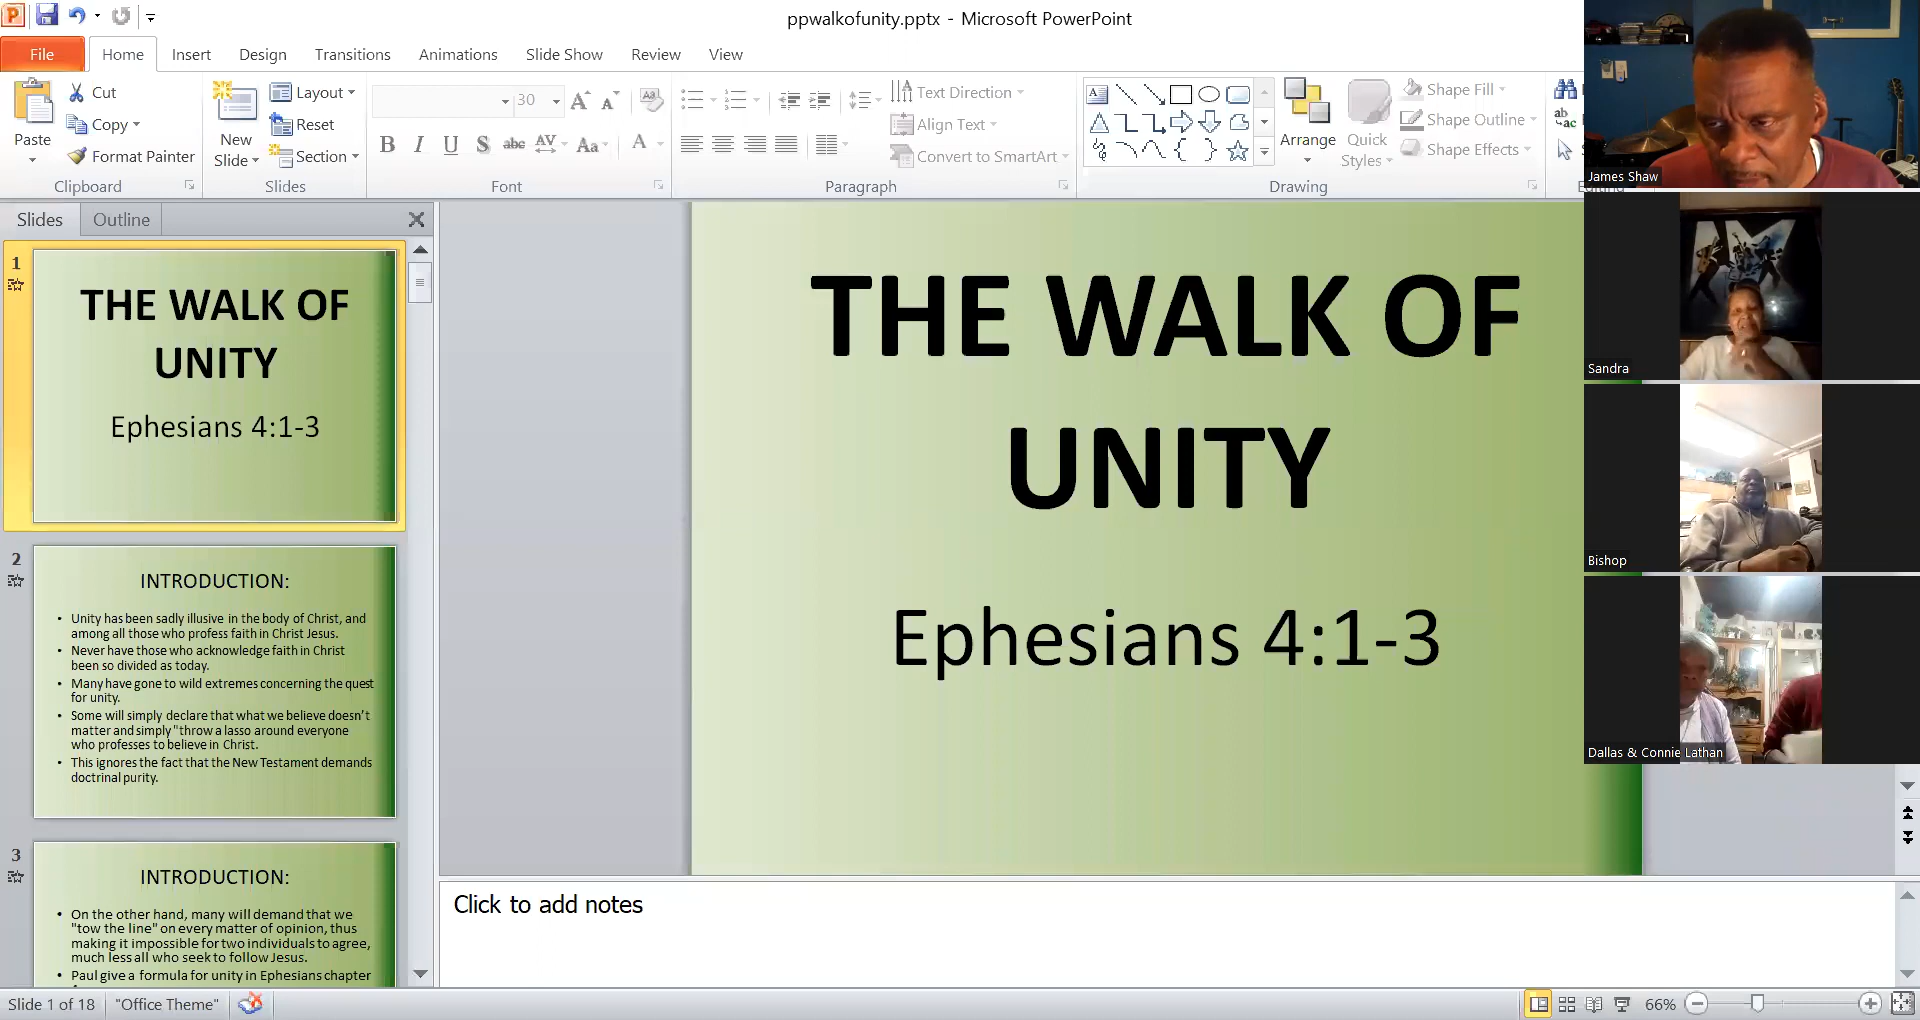 ppwalkofunity.pptx - Microsoft PowerPoint
File Home Insert Design Transitions Animations Slide Show Review View
Paste
Cut
Copy
Format Painter
Clipboard
New
Slide
Layout
Reset
Section
Slides
30
B I U S abc AV Aa A
Font
Text Direction
Align Text
Convert to SmartArt
Paragraph
Arrange
Quick
Styles
Shape Fill
Shape Outline
Shape Effects
Drawing
Slides Outline
1
THE WALK OF
UNITY
Ephesians 4:1-3
2
INTRODUCTION:
• Unity has been sadly illusive in the body of Christ, and
among all those who profess faith in Christ Jesus.
• Never have those who acknowledge faith in Christ
been so divided as today.
• Many have gone to wild extremes concerning the quest
for unity.
• Some will simply declare that what we believe doesn't
matter and simply "throw a lasso around everyone
who professes to believe in Christ.
• This ignores the fact that the New Testament demands
doctrinal purity.
3
INTRODUCTION:
• On the other hand, many will demand that we
"tow the line" on every matter of opinion, thus
making it impossible for two individuals to agree,
much less all who seek to follow Jesus.
• Paul give a formula for unity in Ephesians chapter
THE WALK OF
UNITY
Ephesians 4:1-3
Click to add notes
James Shaw
Sandra
Bishop
Dallas & Connie Lathan
Slide 1 of 18 "Office Theme" 66%